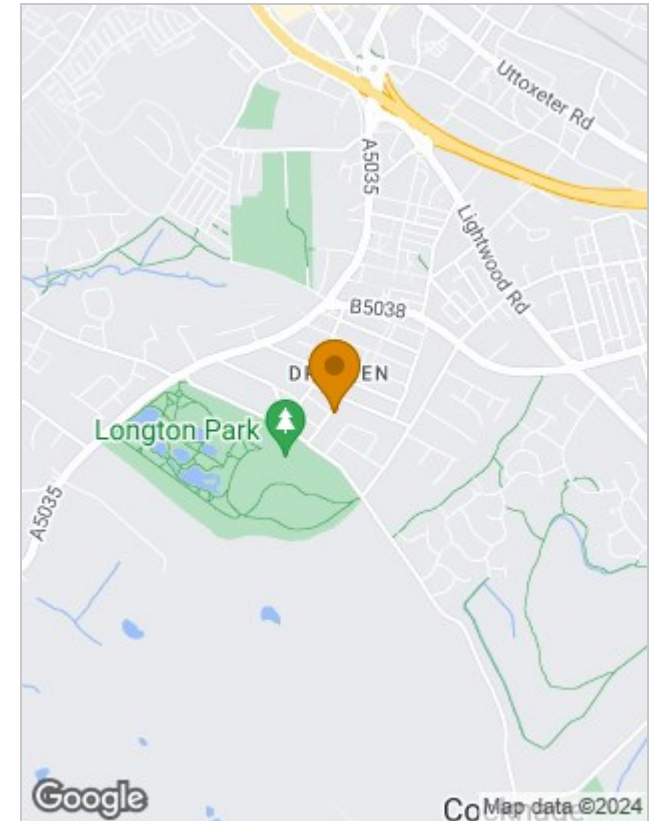 Uttoxeter Rd
A5035
Lightwood Rd
B5038
Longton Park
A5035
Google
Map data ©2024